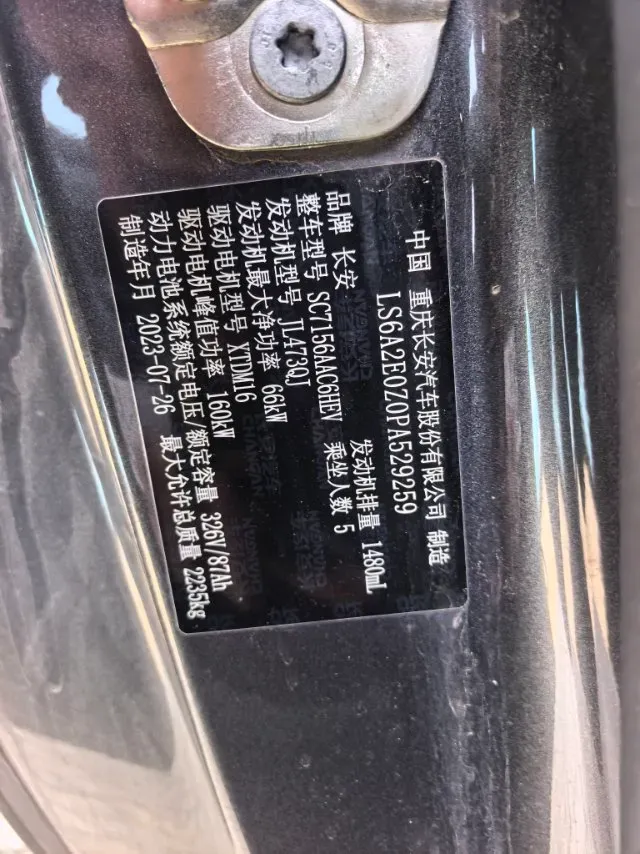 中国 重庆长安汽车股份有限公司 制造
LS6A2E0Z0PA529259
品牌 长安
整车型号 SC7156AAC6HEV 乘坐人数 5
发动机型号 JL473QJ 发动机排量 1480mL
发动机最大净功率 66kW
驱动电机型号 XTDM16
驱动电机峰值功率 160kW
动力电池系统额定电压/额定容量 326V/87Ah
制造年月 2023-07-26 最大允许总质量 2235kg